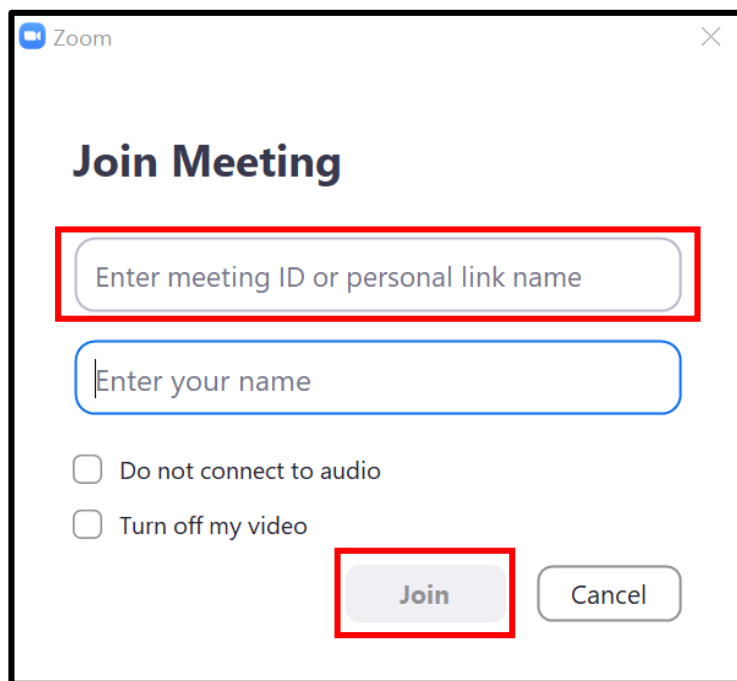 Zoom
Join Meeting
Enter meeting ID or personal link name
Enter your name
Do not connect to audio
Turn off my video
Join Cancel